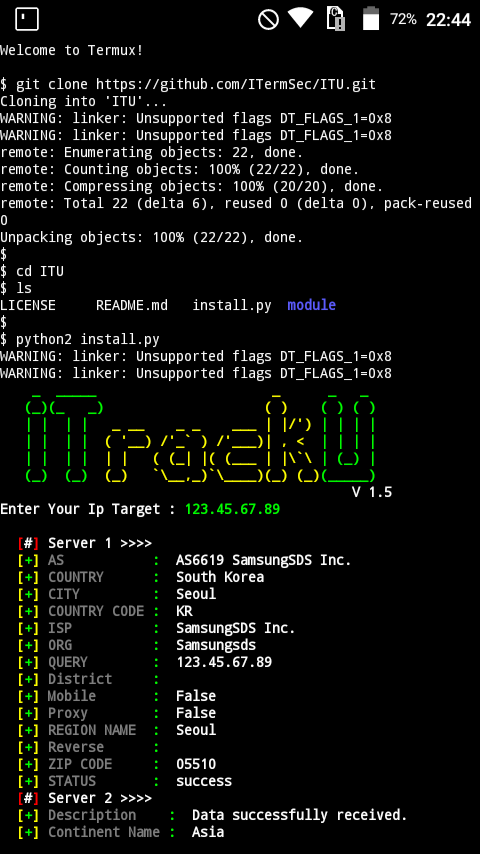 72% 22:44
Welcome to Termux!
$ git clone https://github.com/ITermSec/ITU.git
Cloning into 'ITU'...
WARNING: linker: Unsupported flags DT_FLAGS_1=0x8
WARNING: linker: Unsupported flags DT_FLAGS_1=0x8
remote: Enumerating objects: 22, done.
remote: Counting objects: 100% (22/22), done.
remote: Compressing objects: 100% (20/20), done.
remote: Total 22 (delta 6), reused 0 (delta 0), pack-reused
0
Unpacking objects: 100% (22/22), done.
$
$ cd ITU
$ ls
LICENSE README.md install.py module
$
$ python2 install.py
WARNING: linker: Unsupported flags DT_FLAGS_1=0x8
WARNING: linker: Unsupported flags DT_FLAGS_1=0x8
ITrackU
V 1.5
Enter Your Ip Target : 123.45.67.89
[#] Server 1 >>>>
[+] AS : AS6619 SamsungSDS Inc.
[+] COUNTRY : South Korea
[+] CITY : Seoul
[+] COUNTRY CODE : KR
[+] ISP : SamsungSDS Inc.
[+] ORG : Samsungsds
[+] QUERY : 123.45.67.89
[+] District :
[+] Mobile : False
[+] Proxy : False
[+] REGION NAME : Seoul
[+] Reverse :
[+] ZIP CODE : 05510
[+] STATUS : success
[#] Server 2 >>>>
[+] Description : Data successfully received.
[+] Continent Name : Asia